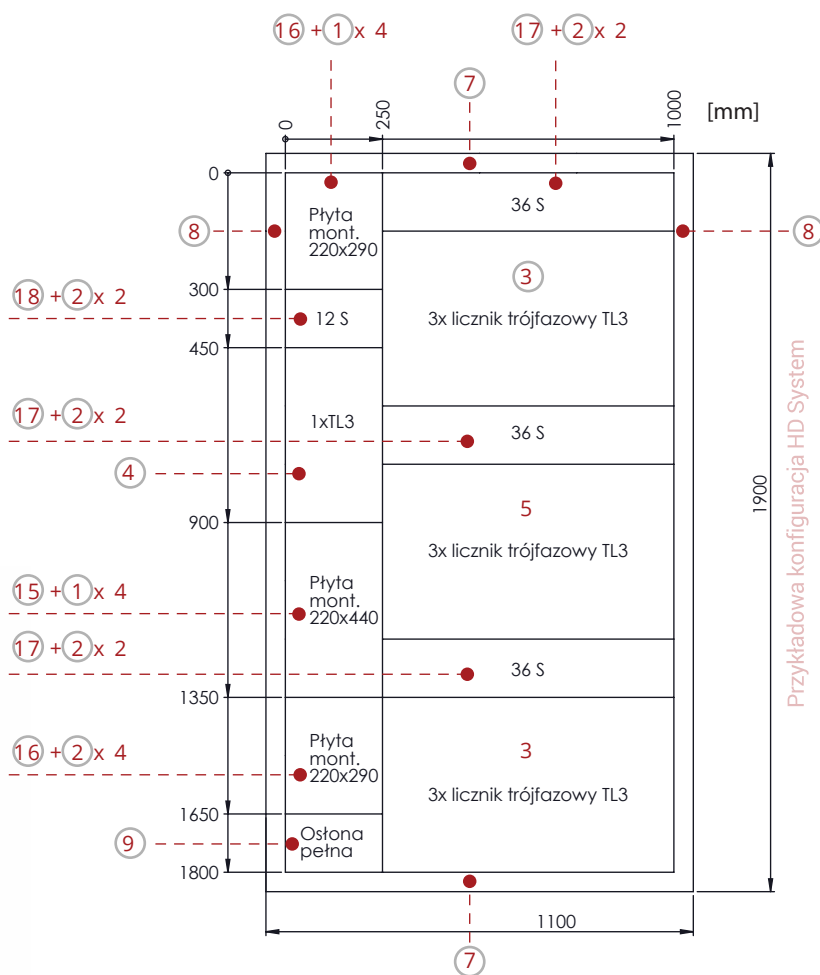 16 + 1 x 4
17 + 2 x 2
7
0
250
1000
[mm]
0
Płyta
mont.
220x290
36 S
8
8
3
300
18 + 2 x 2
12 S
3x licznik trójfazowy TL3
450
17 + 2 x 2
1xTL3
36 S
4
5
1900
Przykładowa konfiguracja HD System
900
3x licznik trójfazowy TL3
15 + 1 x 4
Płyta
mont.
220x440
17 + 2 x 2
36 S
1350
16 + 2 x 4
Płyta
mont.
220x290
3
3x licznik trójfazowy TL3
1650
9
Osłona
pełna
1800
1100
7